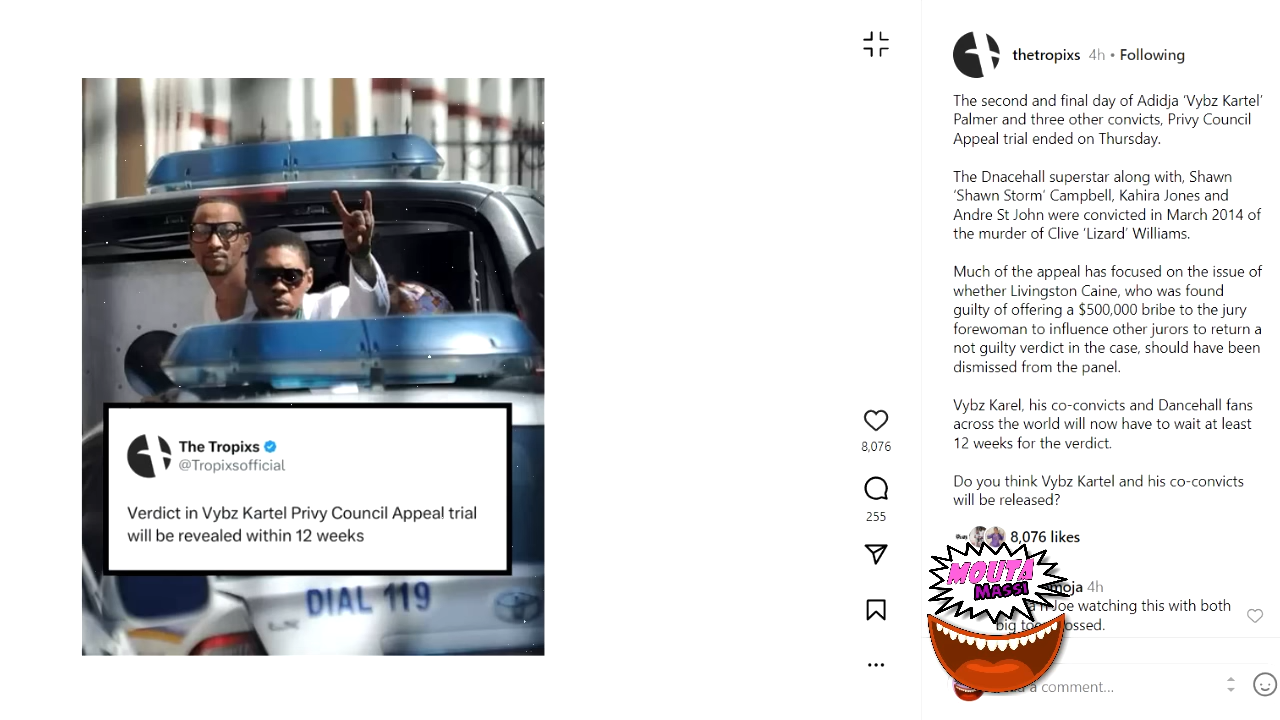 thetropixs 4h • Following
The second and final day of Adidja ‘Vybz Kartel’
Palmer and three other convicts, Privy Council
Appeal trial ended on Thursday.
The Dnacehall superstar along with, Shawn
‘Shawn Storm’ Campbell, Kahira Jones and
Andre St John were convicted in March 2014 of
the murder of Clive ‘Lizard’ Williams.
Much of the appeal has focused on the issue of
whether Livingston Caine, who was found
guilty of offering a $500,000 bribe to the jury
forewoman to influence other jurors to return a
not guilty verdict in the case, should have been
dismissed from the panel.
Vybz Karel, his co-convicts and Dancehall fans
across the world will now have to wait at least
12 weeks for the verdict.
Do you think Vybz Kartel and his co-convicts
will be released?
8,076 likes
4h
Joe watching this with both
big
MOUTA
MASSI
a comment...
8,076
255
The Tropixs
@Tropixsofficial
Verdict in Vybz Kartel Privy Council Appeal trial
will be revealed within 12 weeks
DIAL 119